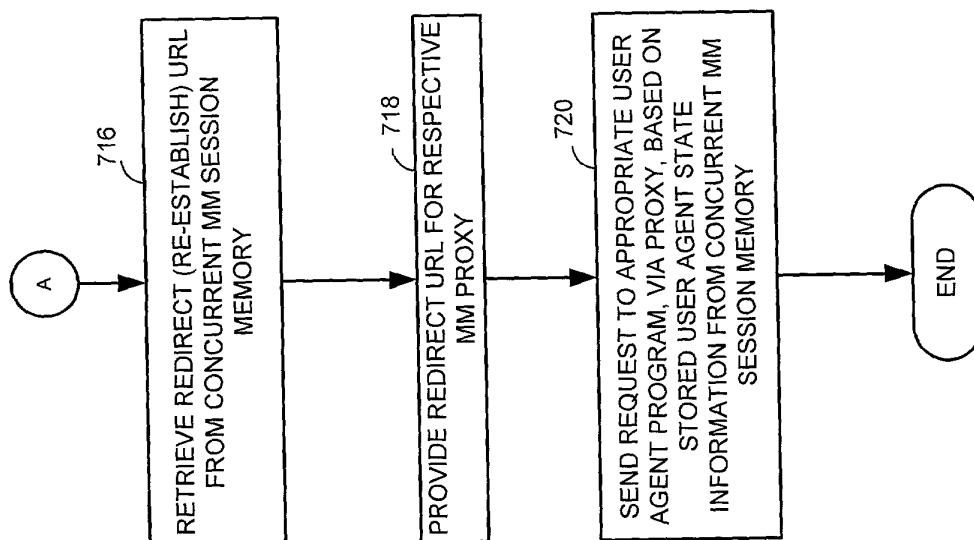 A
716
RETRIEVE REDIRECT (RE-ESTABLISH) URL
FROM CONCURRENT MM SESSION
MEMORY
718
PROVIDE REDIRECT URL FOR RESPECTIVE
MM PROXY
720
SEND REQUEST TO APPROPRIATE USER
AGENT PROGRAM, VIA PROXY, BASED ON
STORED USER AGENT STATE
INFORMATION FROM CONCURRENT MM
SESSION MEMORY
END